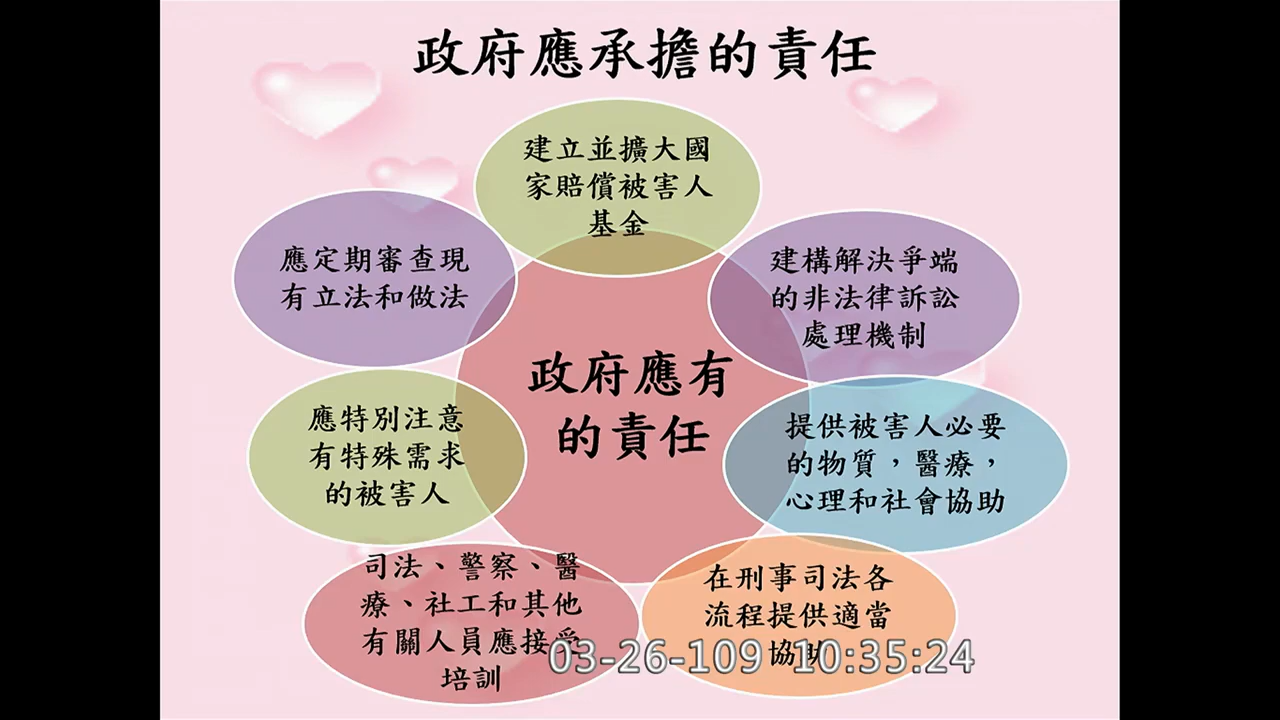 政府應承擔的責任
建立並擴大國
家賠償被害人
基金
建構解決爭端
的非法律訴訟
處理機制
提供被害人必要
的物質，醫療，
心理和社會協助
在刑事司法各
流程提供適當
協助
司法、警察、醫
療、社工和其他
有關人員應接受
培訓
應特別注意
有特殊需求
的被害人
應定期審查現
有立法和做法
政府應有
的責任
03-26-109 10:35:24